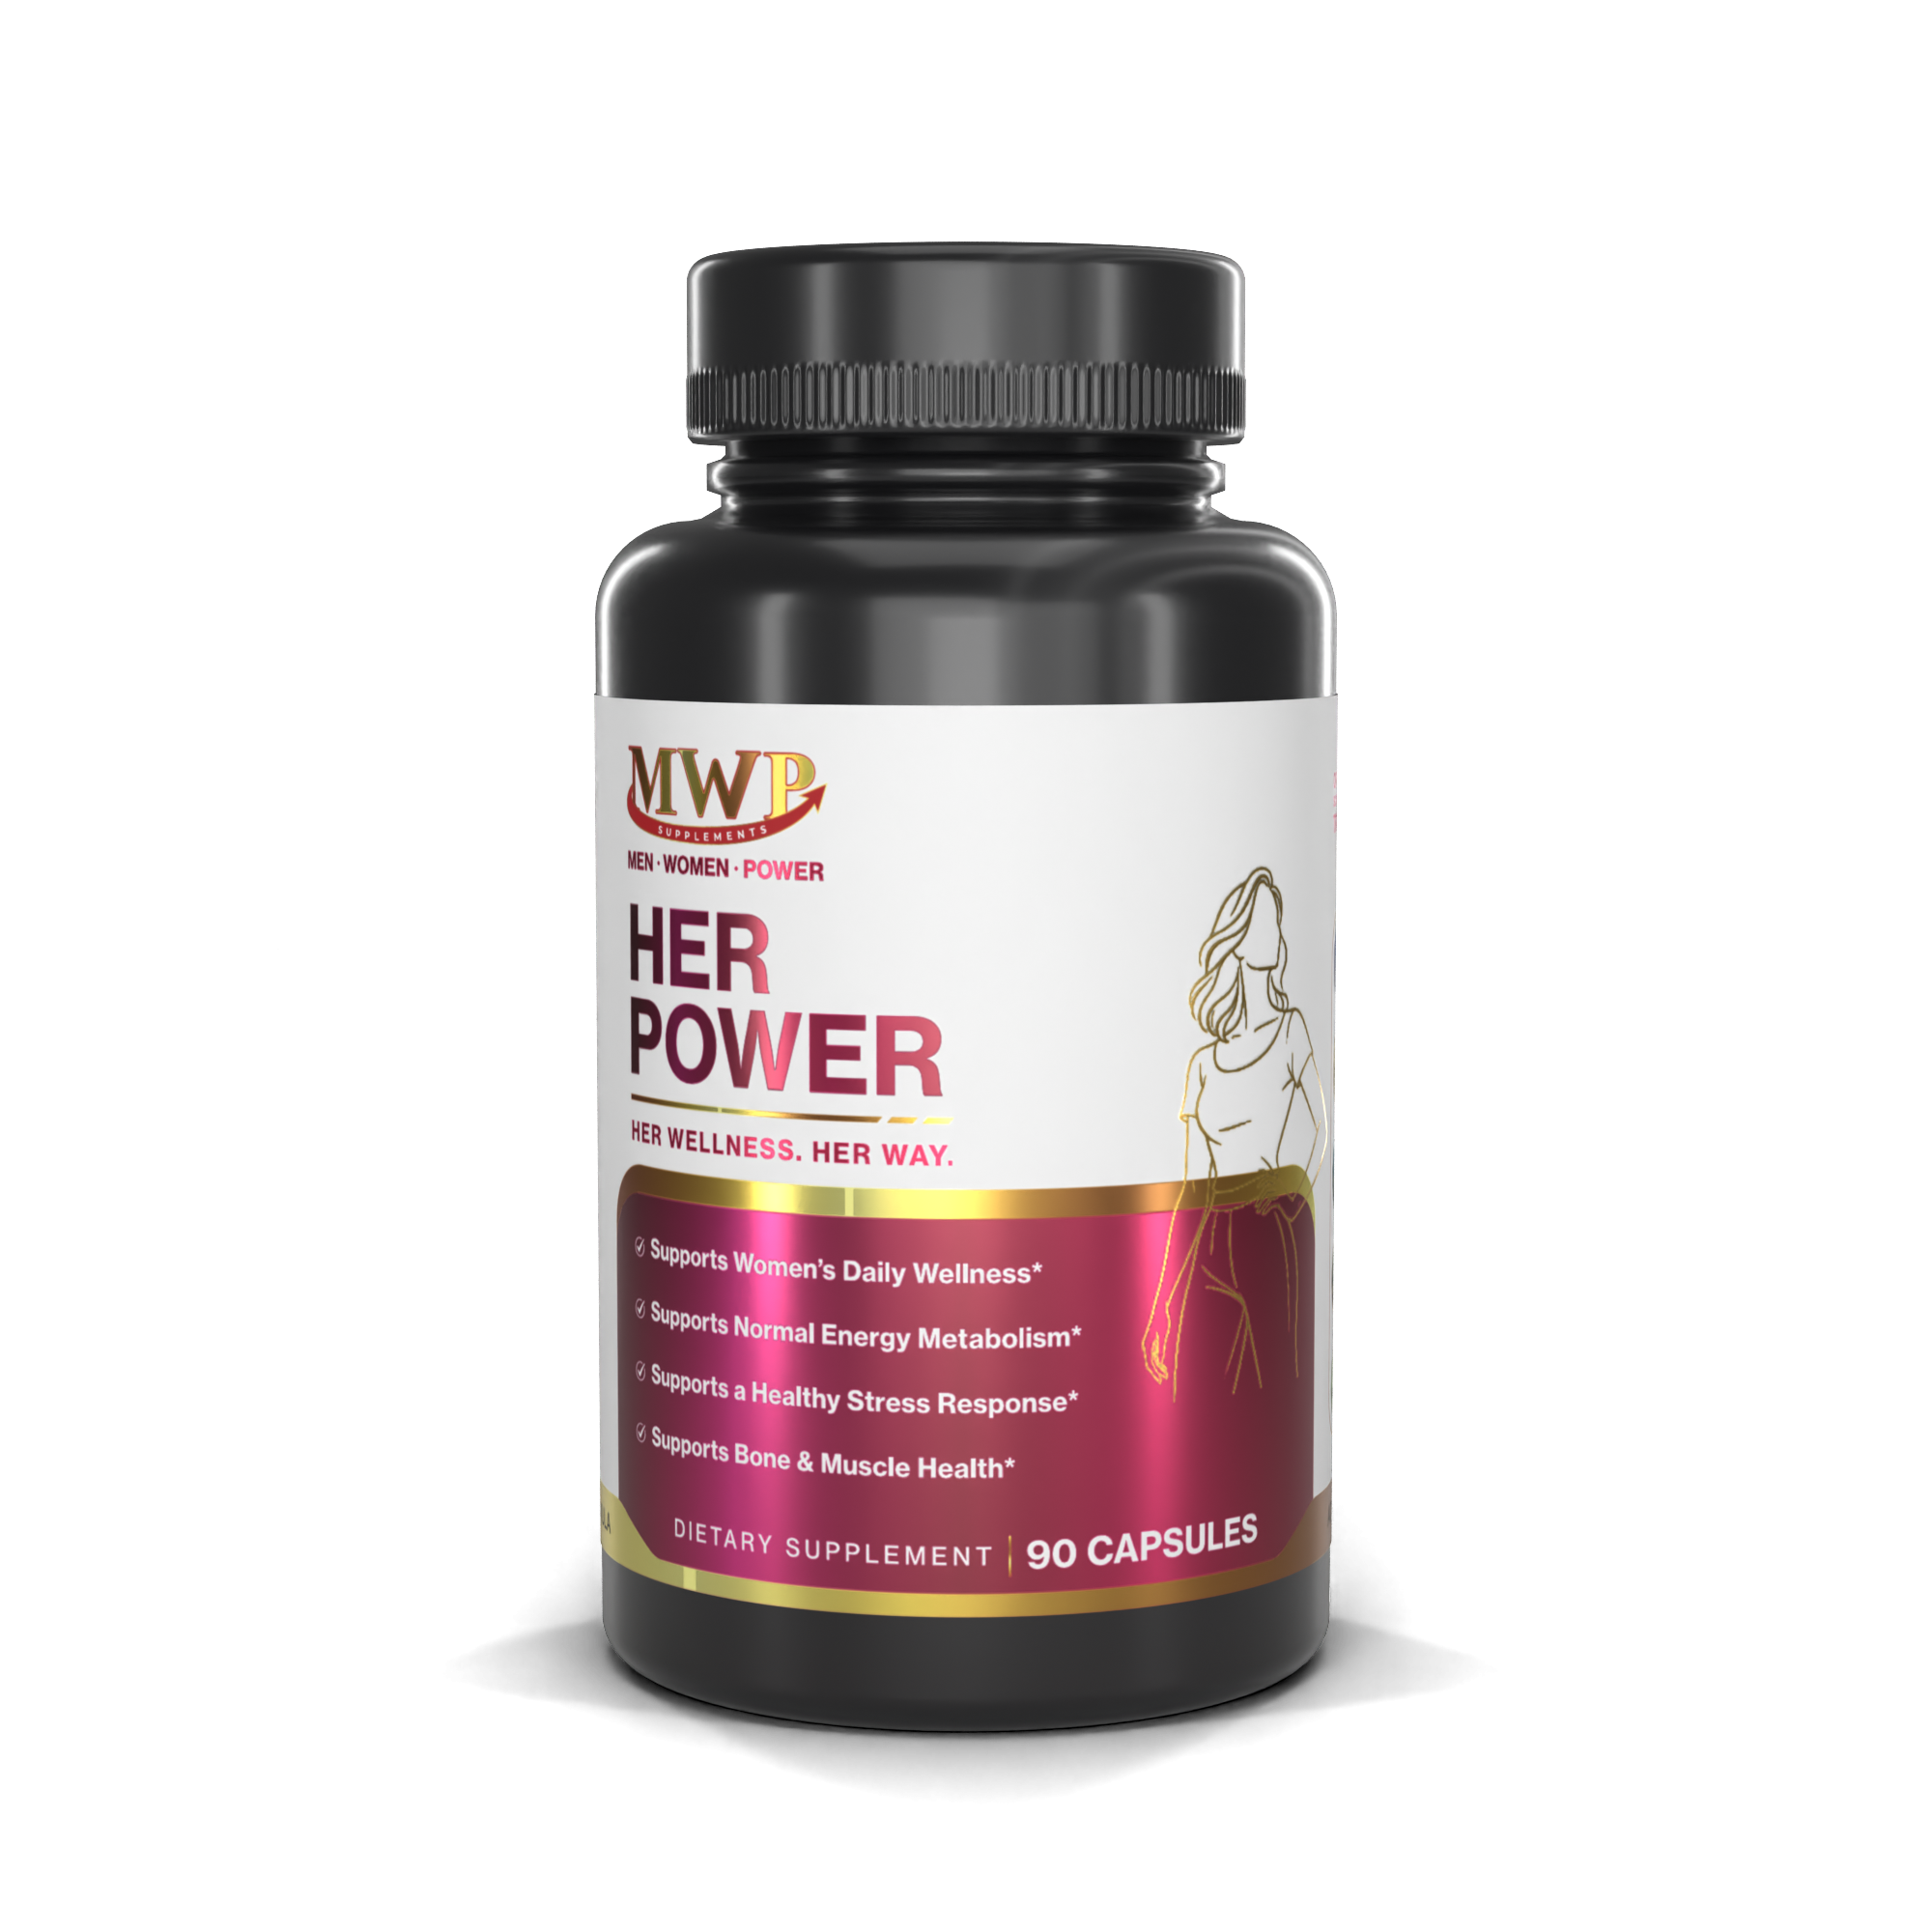 MWP
SUPPLEMENTS
MEN · WOMEN · POWER
HER
POWER
HER WELLNESS. HER WAY.
Supports Women's Daily Wellness*
Supports Normal Energy Metabolism*
Supports a Healthy Stress Response*
Supports Bone & Muscle Health*
DIETARY SUPPLEMENT | 90 CAPSULES